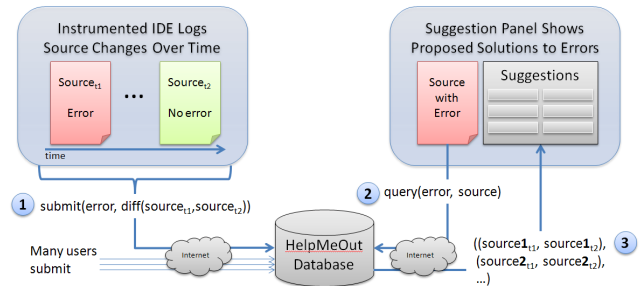 Instrumented IDE Logs
Source Changes Over Time
Source_t1
Error
...
Source_t2
No error
time
Suggestion Panel Shows
Proposed Solutions to Errors
Source
with
Error
Suggestions
1 submit(error, diff(source_t1,source_t2))
2 query(error, source)
Many users
submit
Internet
HelpMeOut
Database
Internet
((source1_t1, source1_t2),
(source2_t1, source2_t2),
...)
3